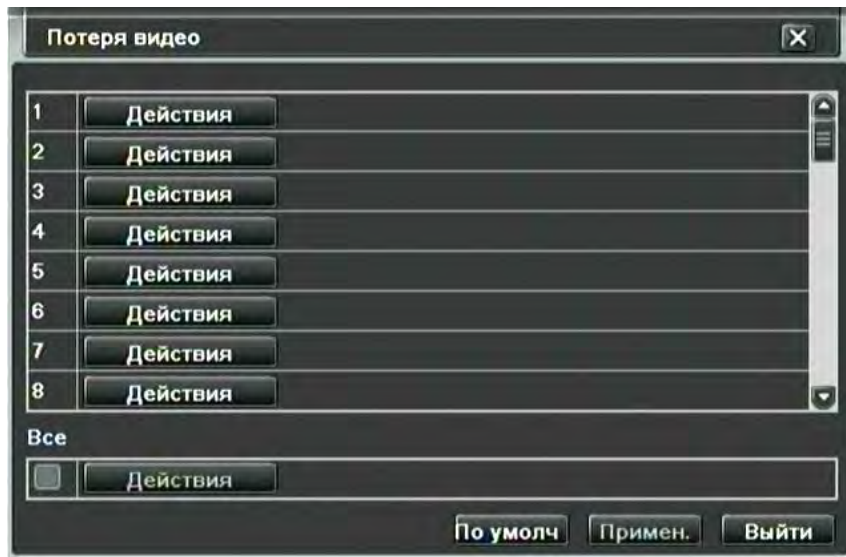 Потеря видео
1 Действия
2 Действия
3 Действия
4 Действия
5 Действия
6 Действия
7 Действия
8 Действия
Все
Действия
По умолч Примен. Выйти